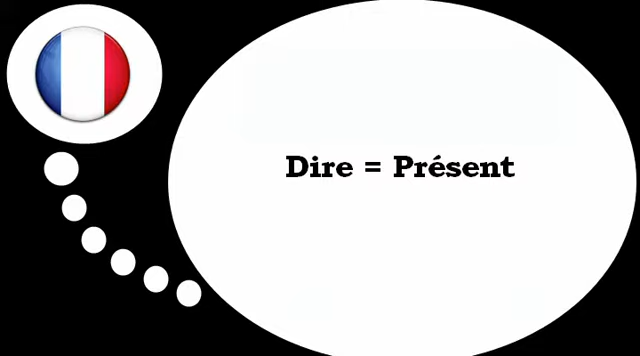 Dire = Présent